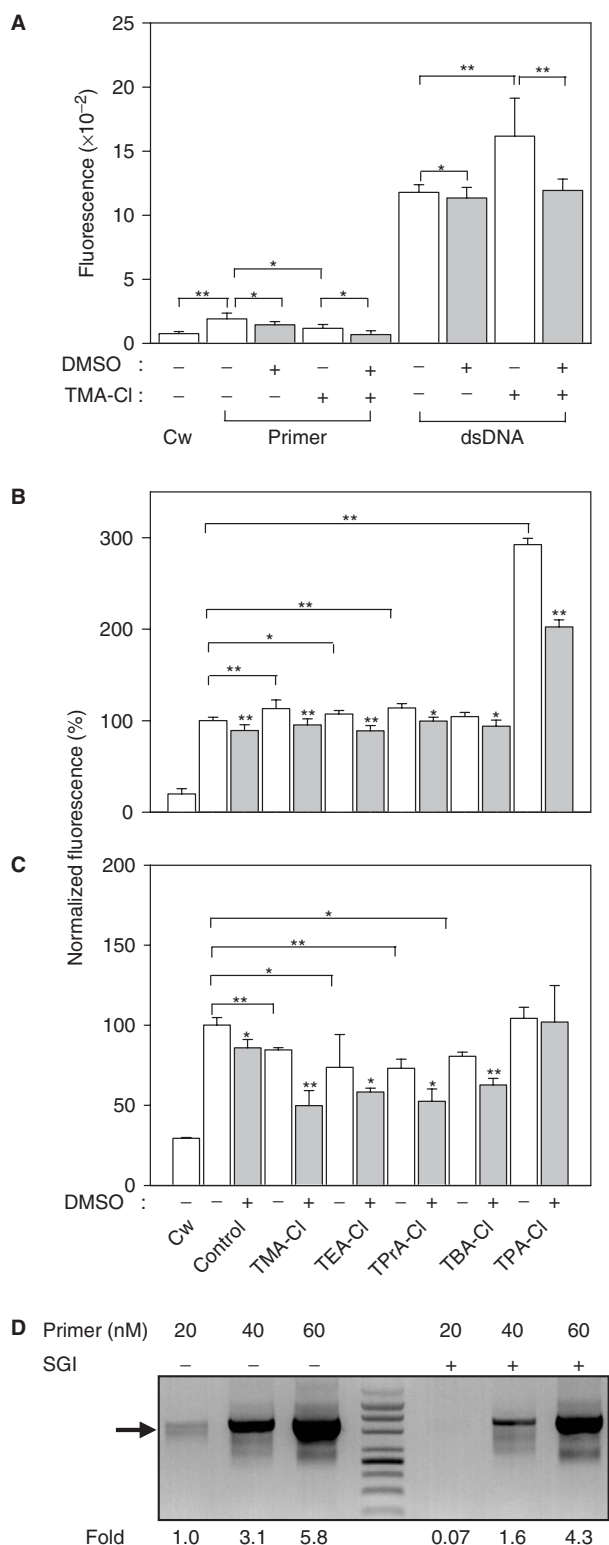 A
Fluorescence (×10−2)
25
20
15
10
5
0
** * * * * ** **
DMSO : − − + − + − + − +
TMA-Cl : − − − + + − − + +
Cw Primer dsDNA
B
Normalized fluorescence (%)
300
200
100
0
**
**
*
**
** ** ** * * **
C
200
150
100
50
0
*
**
*
**
* ** * * **
DMSO : − − + − + − + − + − + − +
Cw Control TMA-Cl TEA-Cl TPrA-Cl TBA-Cl TPA-Cl
D
Primer (nM) 20 40 60 20 40 60
SGI − − − + + +
Fold 1.0 3.1 5.8 0.07 1.6 4.3